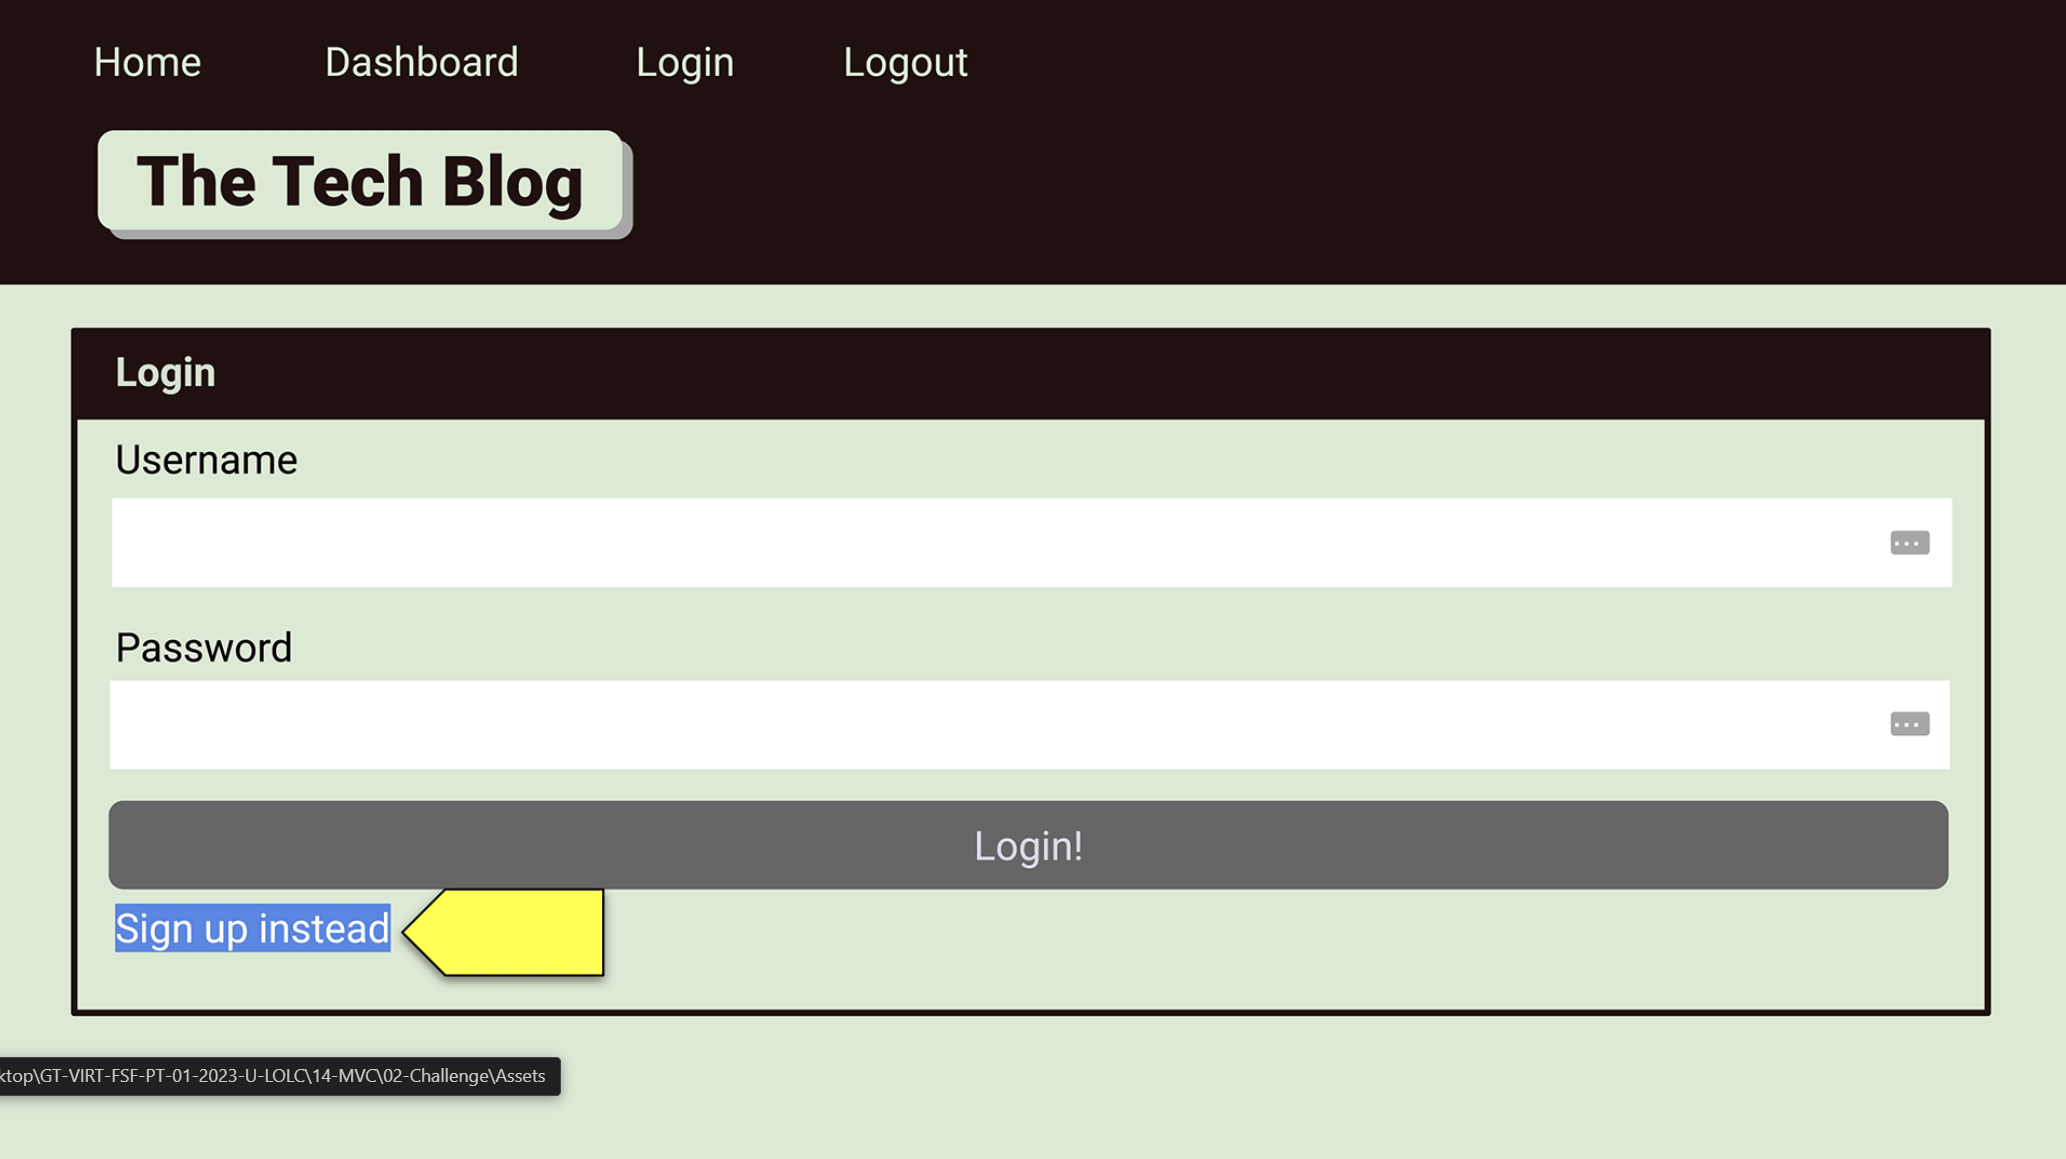 Home Dashboard Login Logout
The Tech Blog
Login
Username
Password
Login!
Sign up instead
ktop\GT-VIRT-FSF-PT-01-2023-U-LOLC\14-MVC\02-Challenge\Assets